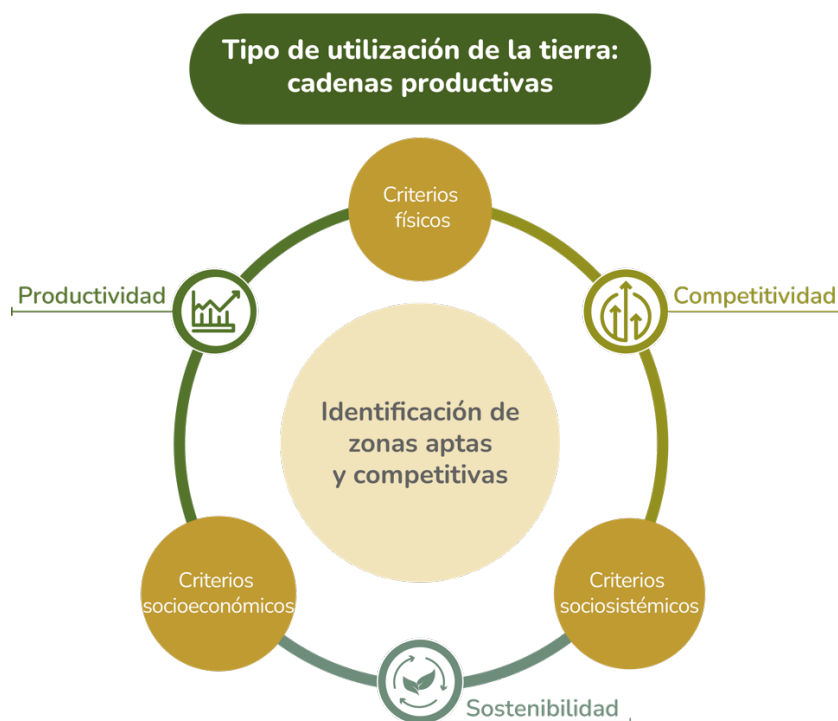 Tipo de utilización de la tierra:
cadenas productivas
Criterios
físicos
Productividad
Competitividad
Identificación de
zonas aptas
y competitivas
Criterios
socioeconómicos
Criterios
sociosistémicos
Sostenibilidad